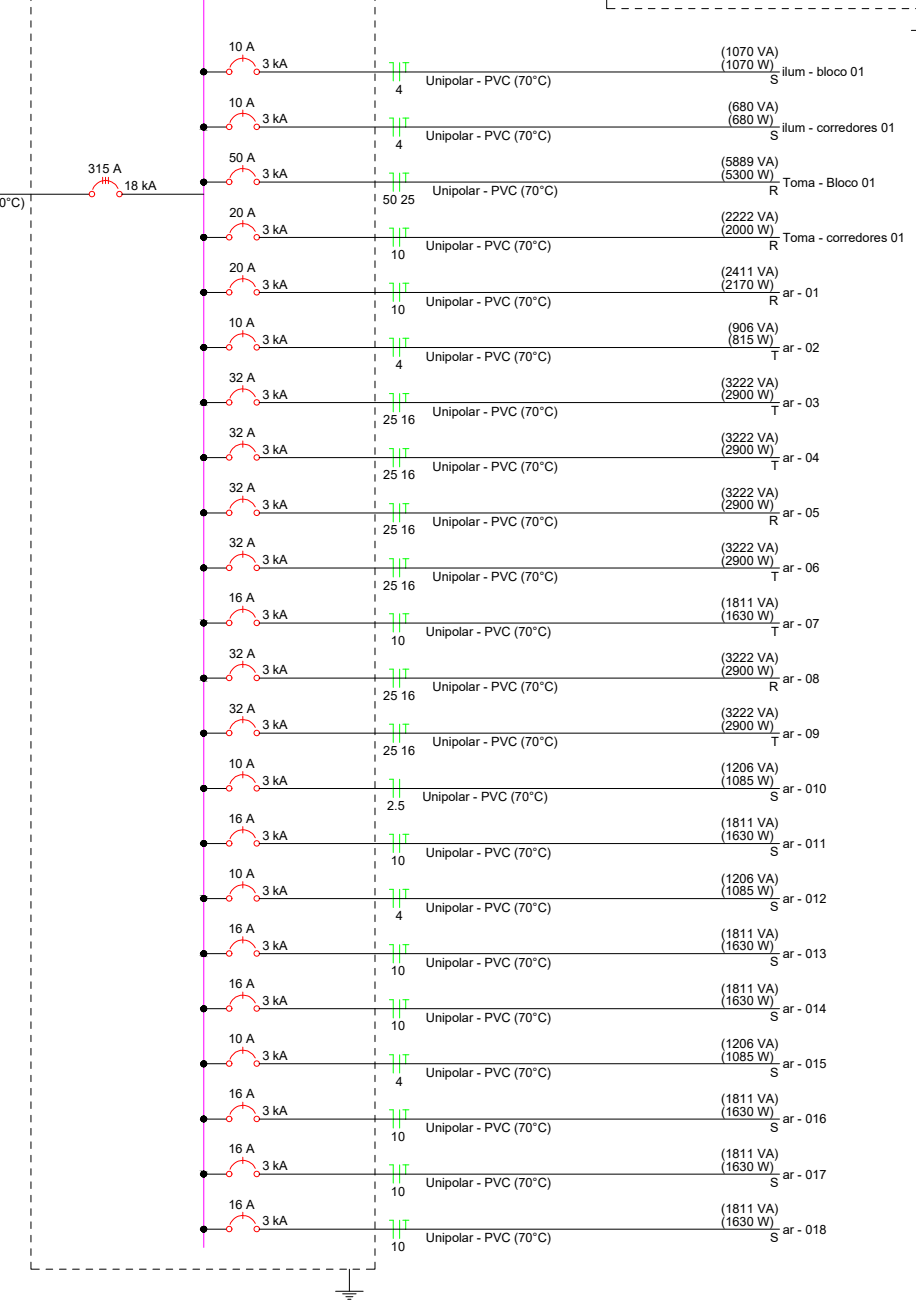 10 A
3 kA
4
Unipolar - PVC (70°C)
(1070 VA)
(1070 W)
S
ilum - bloco 01
10 A
3 kA
4
Unipolar - PVC (70°C)
(680 VA)
(680 W)
S
ilum - corredores 01
315 A
18 kA
0°C)
50 A
3 kA
50 25
Unipolar - PVC (70°C)
(5889 VA)
(5300 W)
R
Toma - Bloco 01
20 A
3 kA
10
Unipolar - PVC (70°C)
(2222 VA)
(2000 W)
R
Toma - corredores 01
20 A
3 kA
10
Unipolar - PVC (70°C)
(2411 VA)
(2170 W)
R
ar - 01
10 A
3 kA
4
Unipolar - PVC (70°C)
(906 VA)
(815 W)
T
ar - 02
32 A
3 kA
25 16
Unipolar - PVC (70°C)
(3222 VA)
(2900 W)
T
ar - 03
32 A
3 kA
25 16
Unipolar - PVC (70°C)
(3222 VA)
(2900 W)
T
ar - 04
32 A
3 kA
25 16
Unipolar - PVC (70°C)
(3222 VA)
(2900 W)
R
ar - 05
32 A
3 kA
25 16
Unipolar - PVC (70°C)
(3222 VA)
(2900 W)
T
ar - 06
16 A
3 kA
10
Unipolar - PVC (70°C)
(1811 VA)
(1630 W)
T
ar - 07
32 A
3 kA
25 16
Unipolar - PVC (70°C)
(3222 VA)
(2900 W)
R
ar - 08
32 A
3 kA
25 16
Unipolar - PVC (70°C)
(3222 VA)
(2900 W)
T
ar - 09
10 A
3 kA
2.5
Unipolar - PVC (70°C)
(1206 VA)
(1085 W)
S
ar - 010
16 A
3 kA
10
Unipolar - PVC (70°C)
(1811 VA)
(1630 W)
S
ar - 011
10 A
3 kA
4
Unipolar - PVC (70°C)
(1206 VA)
(1085 W)
S
ar - 012
16 A
3 kA
10
Unipolar - PVC (70°C)
(1811 VA)
(1630 W)
S
ar - 013
16 A
3 kA
10
Unipolar - PVC (70°C)
(1811 VA)
(1630 W)
S
ar - 014
10 A
3 kA
4
Unipolar - PVC (70°C)
(1206 VA)
(1085 W)
S
ar - 015
16 A
3 kA
10
Unipolar - PVC (70°C)
(1811 VA)
(1630 W)
S
ar - 016
16 A
3 kA
10
Unipolar - PVC (70°C)
(1811 VA)
(1630 W)
S
ar - 017
16 A
3 kA
10
Unipolar - PVC (70°C)
(1811 VA)
(1630 W)
S
ar - 018